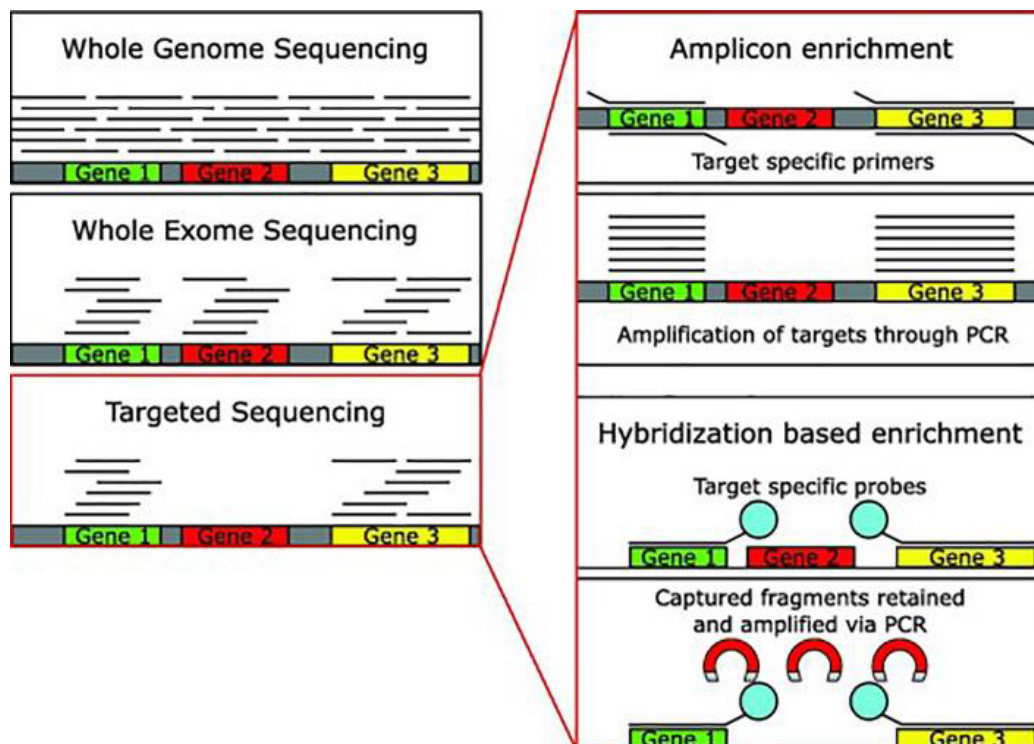 Whole Genome Sequencing
Gene 1 Gene 2 Gene 3
Whole Exome Sequencing
Gene 1 Gene 2 Gene 3
Targeted Sequencing
Gene 1 Gene 2 Gene 3
Amplicon enrichment
Gene 1 Gene 2 Gene 3
Target specific primers
Gene 1 Gene 2 Gene 3
Amplification of targets through PCR
Hybridization based enrichment
Target specific probes
Gene 1 Gene 2 Gene 3
Captured fragments retained
and amplified via PCR
Gene 1 Gene 3